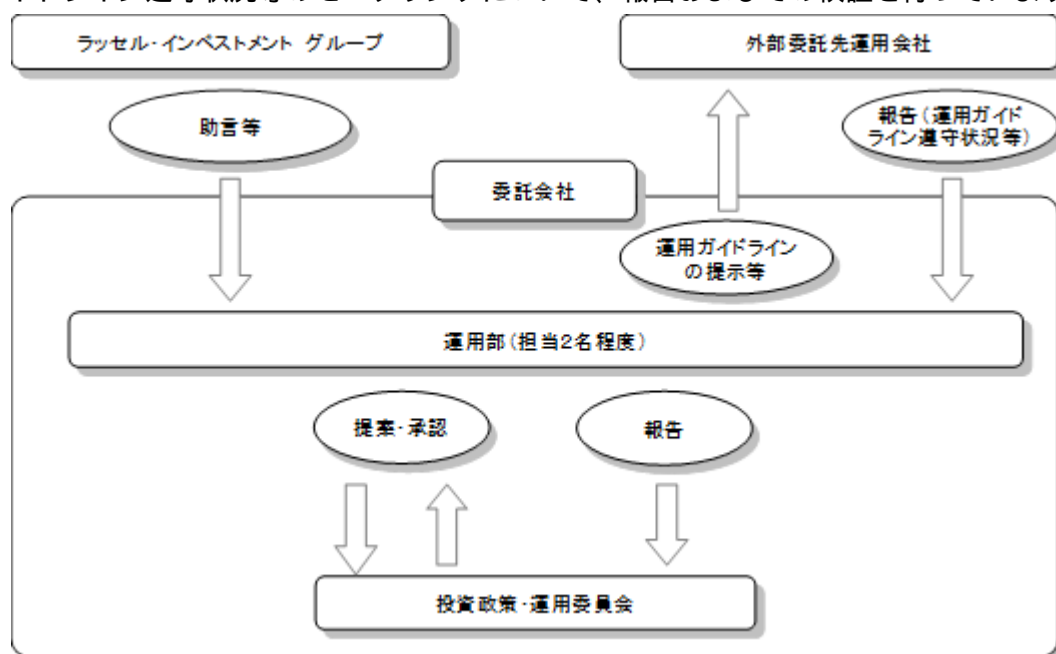 ラッセル・インベストメント グループ
外部委託先運用会社
助言等
報告(運用ガイド
ライン遵守状況等)
委託会社
運用ガイドライン
の提示等
運用部(担当2名程度)
提案・承認
報告
投資政策・運用委員会